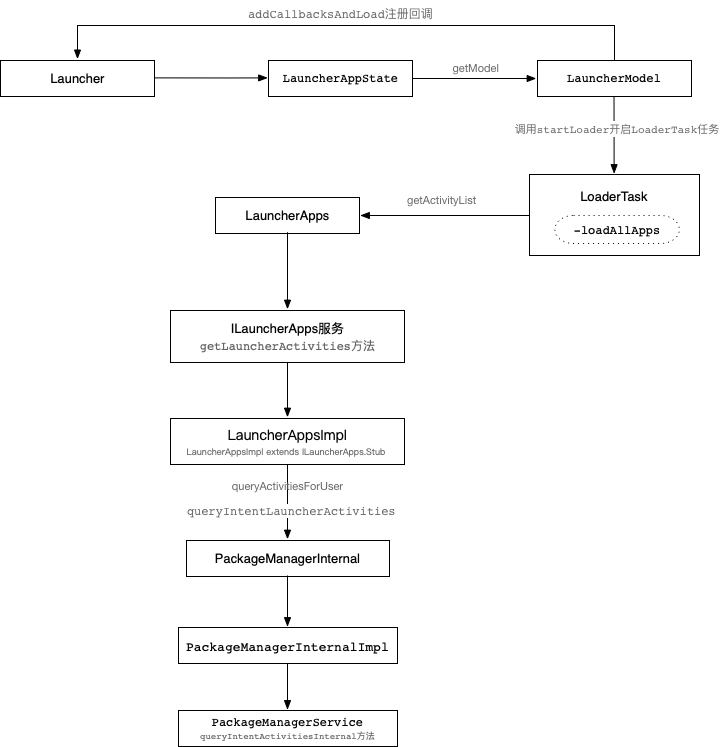 addCallbacksAndLoad注册回调
Launcher
LauncherAppState
getModel
LauncherModel
调用startLoader开启LoaderTask任务
LoaderTask
-loadAllApps
getActivityList
LauncherApps
ILauncherApps服务
getLauncherActivities方法
LauncherAppsImpl
LauncherAppsImpl extends ILauncherApps.Stub
queryActivitiesForUser
queryIntentLauncherActivities
PackageManagerInternal
PackageManagerInternalImpl
PackageManagerService
queryIntentActivitiesInternal方法